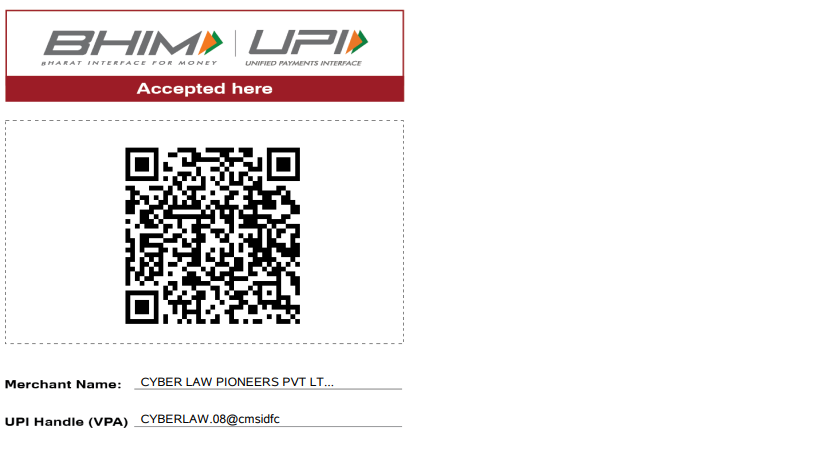 BHIM | UPI
BHARAT INTERFACE FOR MONEY UNIFIED PAYMENTS INTERFACE
Accepted here
Merchant Name: CYBER LAW PIONEERS PVT LT...
UPI Handle (VPA) CYBERLAW.08@cmsidfc